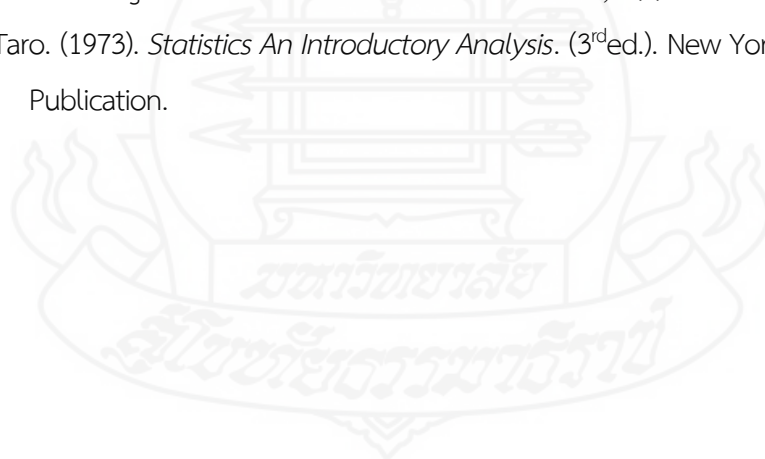 Taro. (1973). Statistics An Introductory Analysis. (3rded.). New Yor
Publication.
มหาวิทยาลัย
สุโขทัยธรรมาธิราช